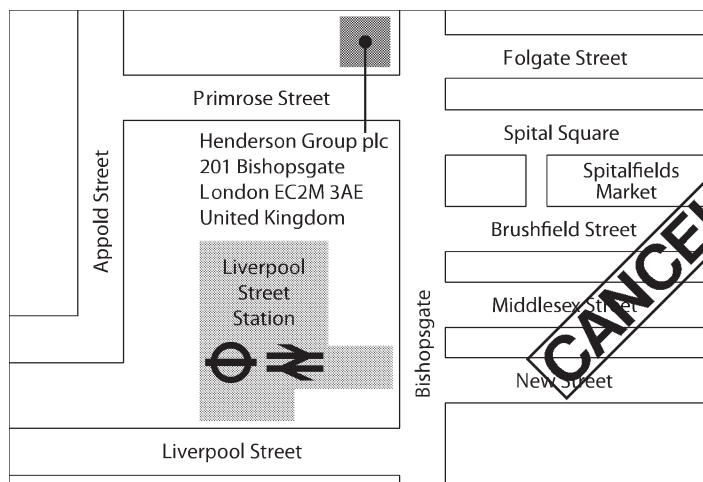 Folgate Street
Primrose Street
Spital Square
Henderson Group plc
201 Bishopsgate
London EC2M 3AE
United Kingdom
Spitalfields
Market
Appold Street
Brushfield Street
Liverpool
Street
Station
Middlesex Street
Bishopsgate
New Street
Liverpool Street
CANCE